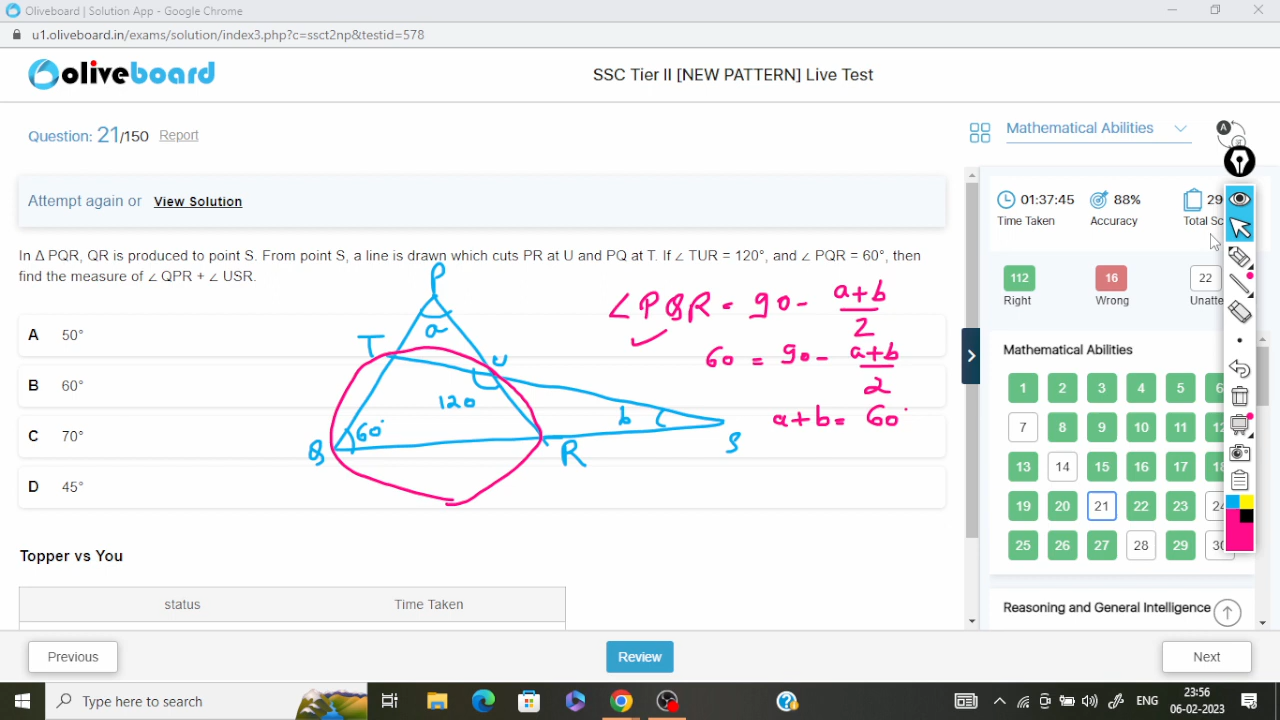 Oliveboard | Solution App - Google Chrome
u1.oliveboard.in/exams/solution/index3.php?c=ssct2np&testid=578
oliveboard
SSC Tier II [NEW PATTERN] Live Test
Question: 21/150 Report
Mathematical Abilities
A
Attempt again or View Solution
01:37:45
Time Taken
88%
Accuracy
29
Total Sc
In Δ PQR, QR is produced to point S. From point S, a line is drawn which cuts PR at U and PQ at T. If ∠ TUR = 120°, and ∠ PQR = 60°, then
find the measure of ∠ QPR + ∠ USR.
112
Right
16
Wrong
22
Unatte
A 50°
B 60°
C 70°
D 45°
P
a
T
U
120
60°
Q
R
b
S
∠PQR = 90 - a+b
2
60 = 90 - a+b
2
a+b = 60°
Mathematical Abilities
1 2 3 4 5 6
7 8 9 10 11 12
13 14 15 16 17 18
19 20 21 22 23 24
25 26 27 28 29 30
Reasoning and General Intelligence
Topper vs You
status Time Taken
Previous
Review
Next
Type here to search
ENG
23:56
06-02-2023